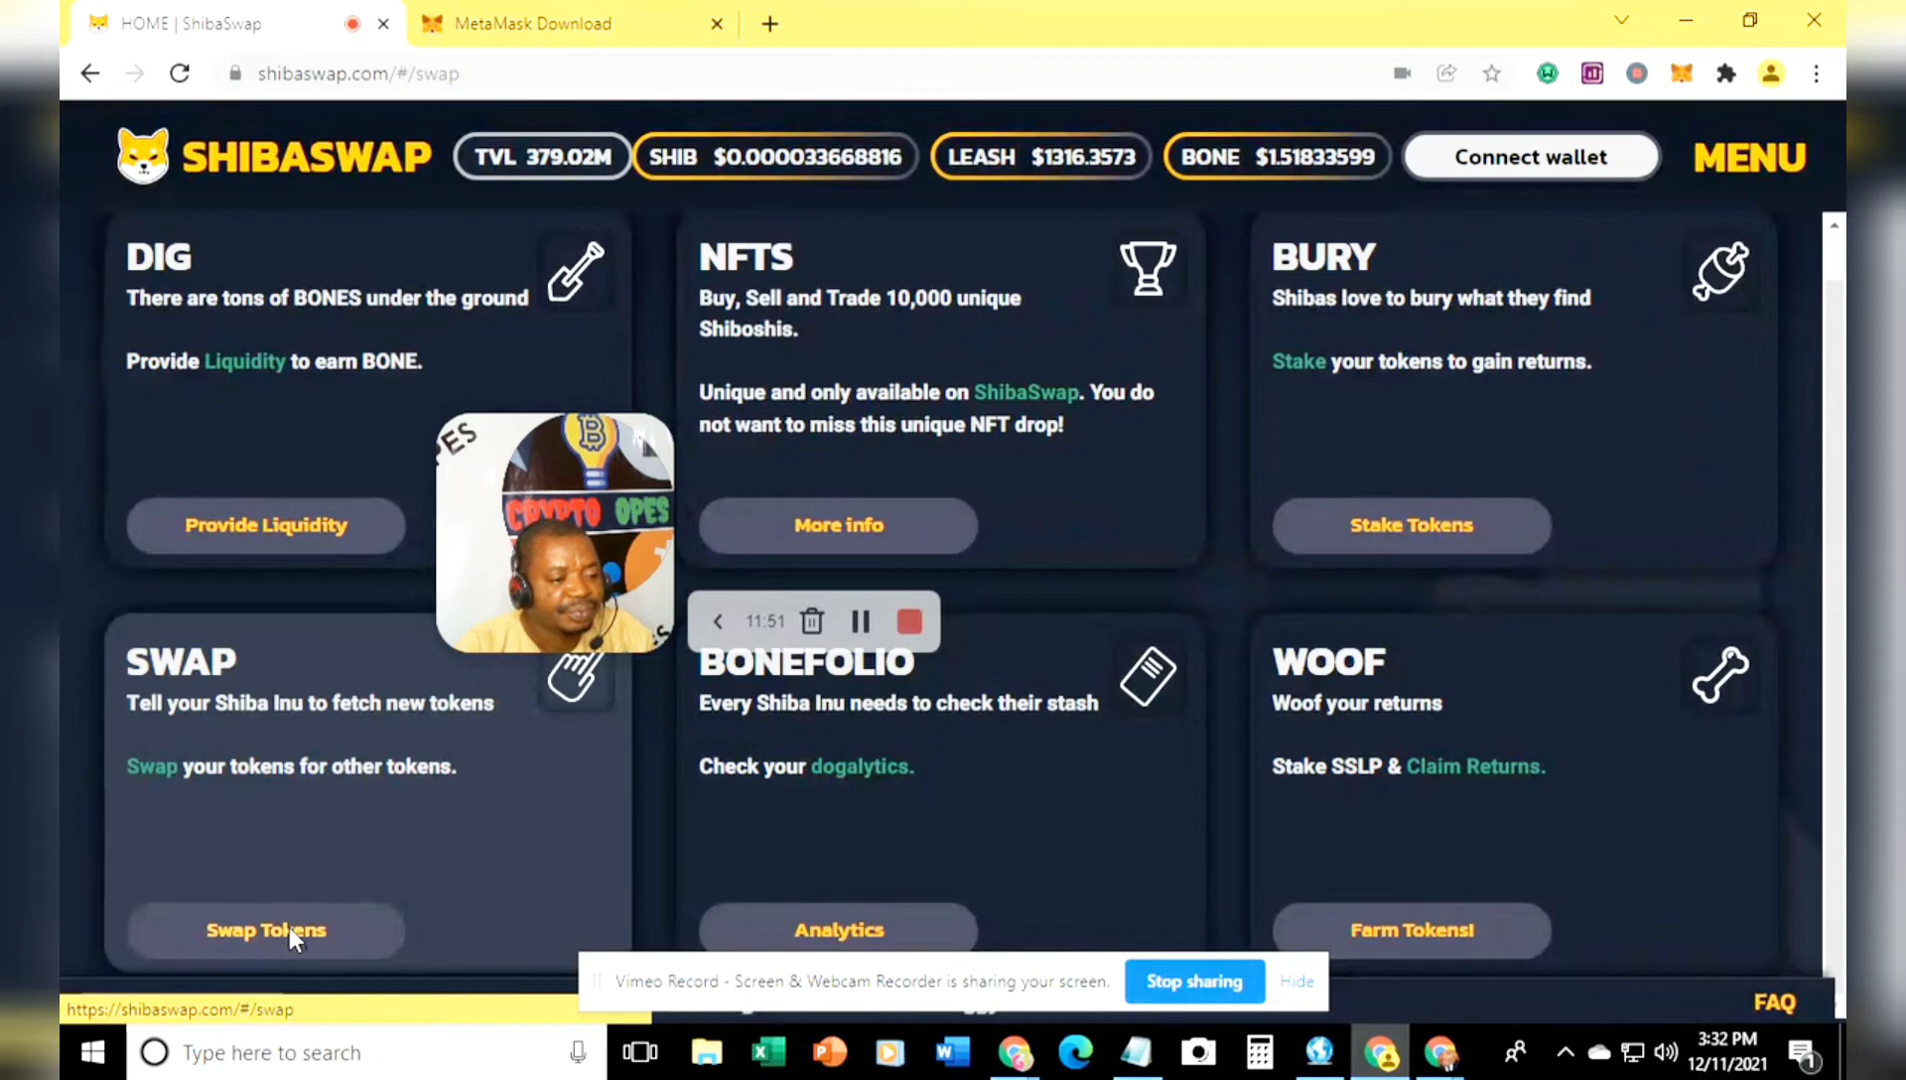 HOME | ShibaSwap
MetaMask Download
shibaswap.com/#/swap
SHIBASWAP
TVL 379.02M
SHIB $0.000033668816
LEASH $1316.3573
BONE $1.51833599
Connect wallet
MENU
DIG
There are tons of BONES under the ground
Provide Liquidity to earn BONE.
Provide Liquidity
NFTS
Buy, Sell and Trade 10,000 unique
Shiboshis.
Unique and only available on ShibaSwap. You do
not want to miss this unique NFT drop!
More info
BURY
Shibas love to bury what they find
Stake your tokens to gain returns.
Stake Tokens
CRYPTO OPES
11:51
SWAP
Tell your Shiba Inu to fetch new tokens
Swap your tokens for other tokens.
Swap Tokens
BONEFOLIO
Every Shiba Inu needs to check their stash
Check your dogalytics.
Analytics
WOOF
Woof your returns
Stake SSLP & Claim Returns.
Farm Tokens!
Vimeo Record - Screen & Webcam Recorder is sharing your screen.
Stop sharing
Hide
FAQ
https://shibaswap.com/#/swap
Type here to search
3:32 PM
12/11/2021
1